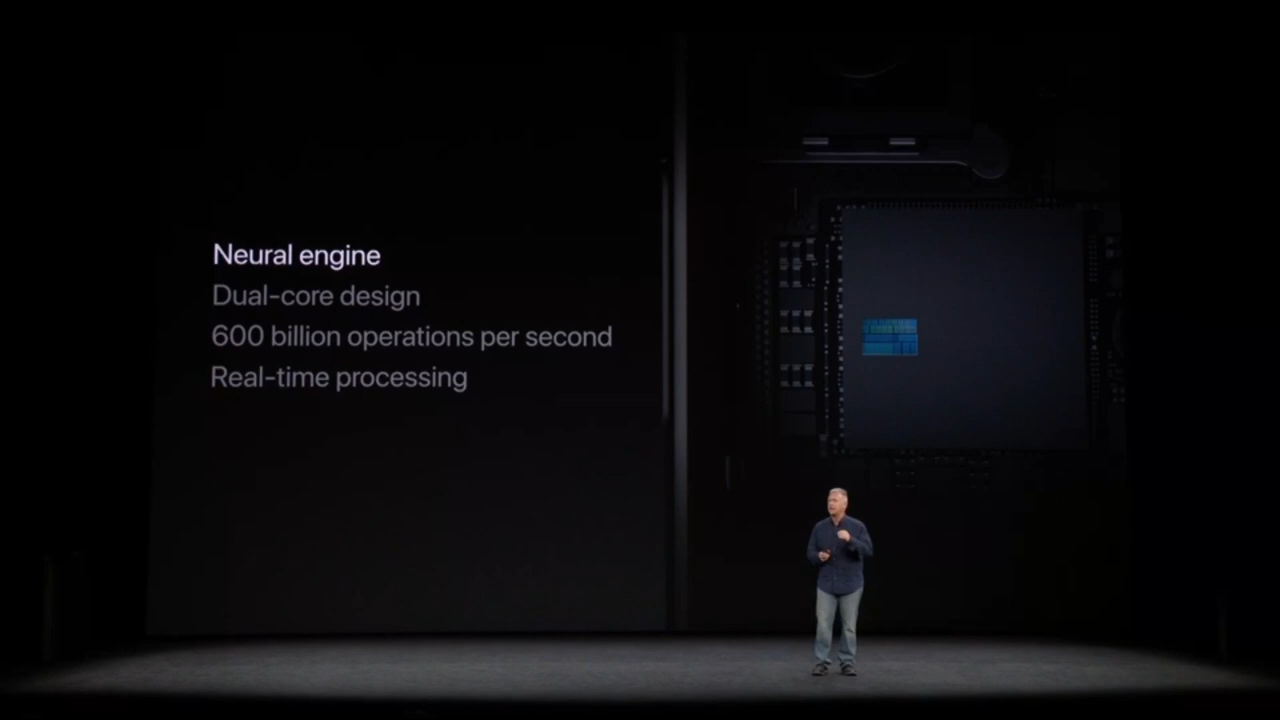 Neural engine
Dual-core design
600 billion operations per second
Real-time processing